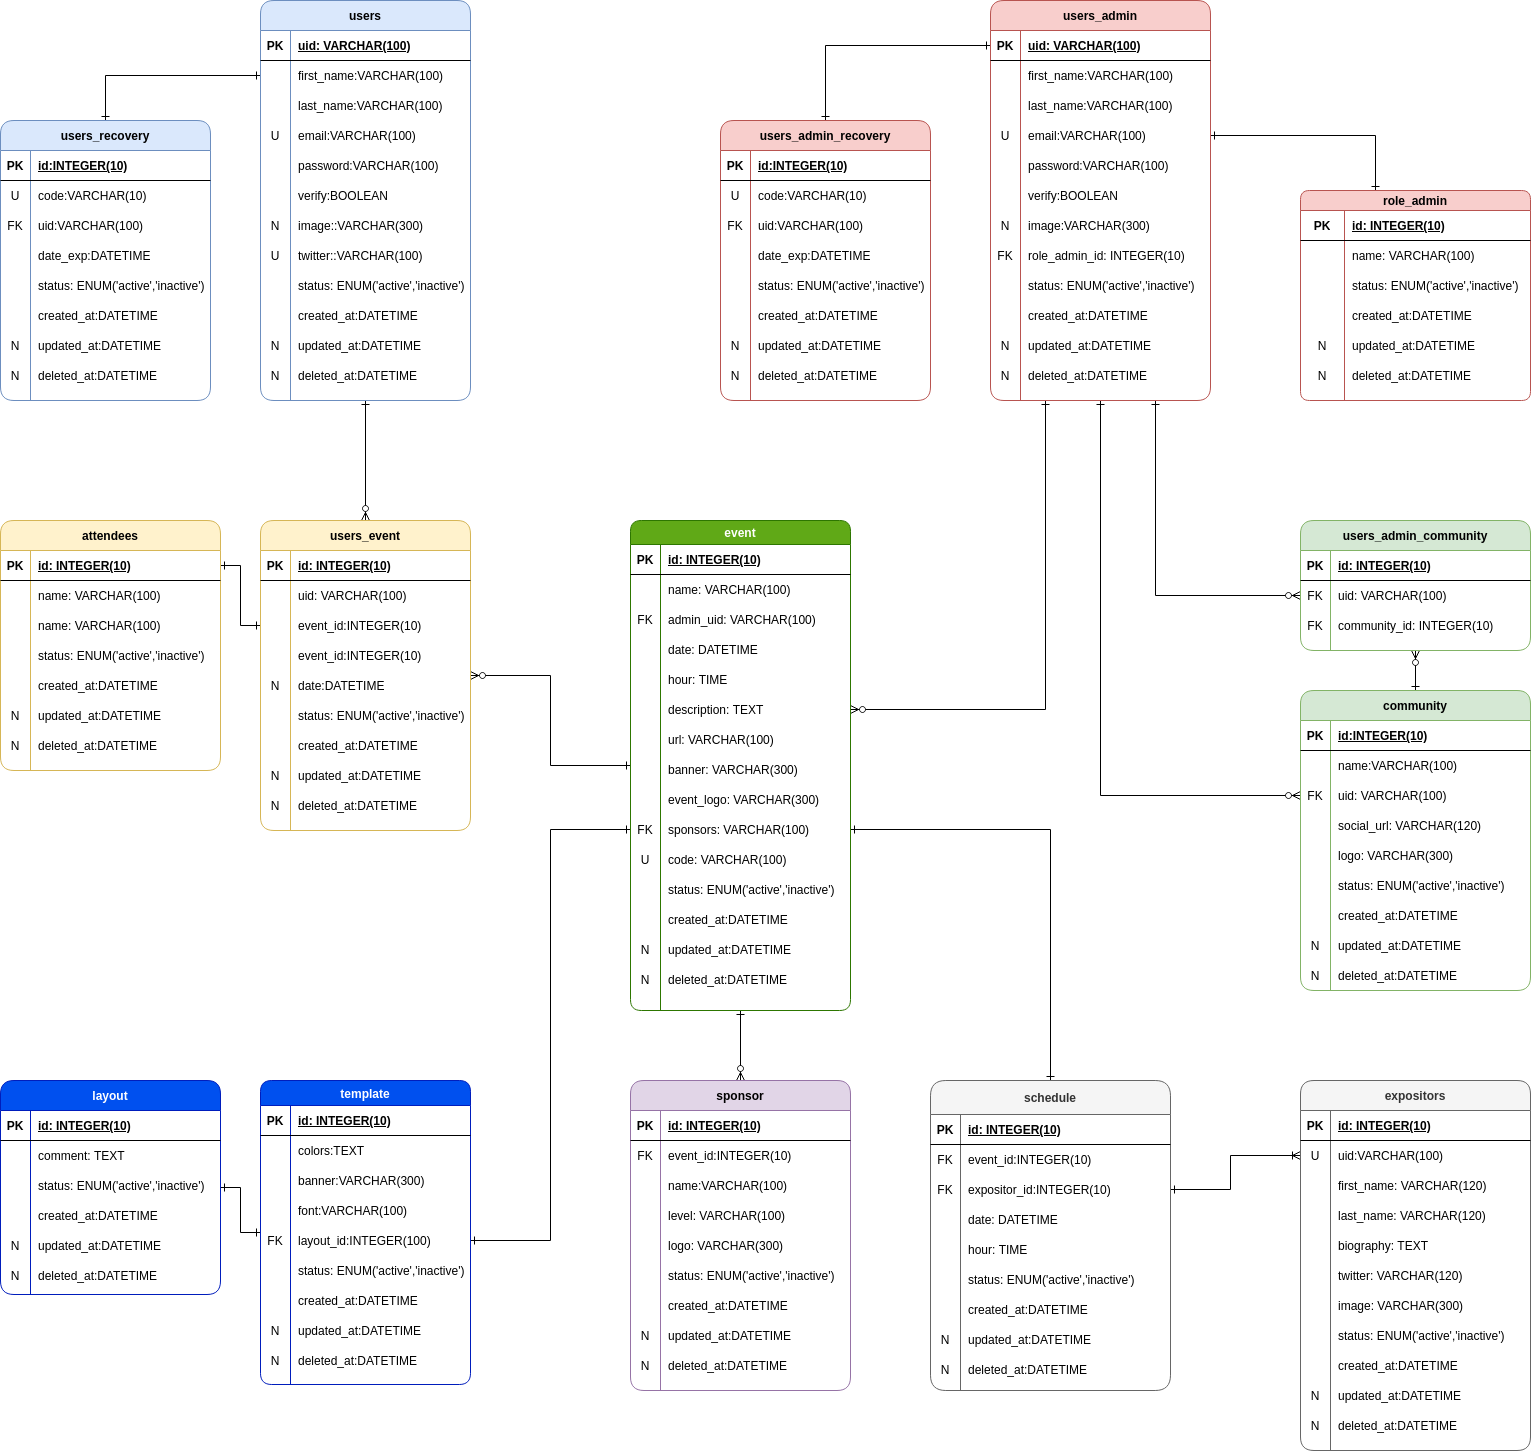 users
PK uid: VARCHAR(100)
first_name:VARCHAR(100)
last_name:VARCHAR(100)
U email:VARCHAR(100)
password:VARCHAR(100)
verify:BOOLEAN
N image::VARCHAR(300)
U twitter::VARCHAR(100)
status: ENUM('active','inactive')
created_at:DATETIME
N updated_at:DATETIME
N deleted_at:DATETIME
users_admin
PK uid: VARCHAR(100)
first_name:VARCHAR(100)
last_name:VARCHAR(100)
U email:VARCHAR(100)
password:VARCHAR(100)
verify:BOOLEAN
N image:VARCHAR(300)
FK role_admin_id: INTEGER(10)
status: ENUM('active','inactive')
created_at:DATETIME
N updated_at:DATETIME
N deleted_at:DATETIME
users_recovery
PK id:INTEGER(10)
U code:VARCHAR(10)
FK uid:VARCHAR(100)
date_exp:DATETIME
status: ENUM('active','inactive')
created_at:DATETIME
N updated_at:DATETIME
N deleted_at:DATETIME
users_admin_recovery
PK id:INTEGER(10)
U code:VARCHAR(10)
FK uid:VARCHAR(100)
date_exp:DATETIME
status: ENUM('active','inactive')
created_at:DATETIME
N updated_at:DATETIME
N deleted_at:DATETIME
role_admin
PK id: INTEGER(10)
name: VARCHAR(100)
status: ENUM('active','inactive')
created_at:DATETIME
N updated_at:DATETIME
N deleted_at:DATETIME
attendees
PK id: INTEGER(10)
name: VARCHAR(100)
name: VARCHAR(100)
status: ENUM('active','inactive')
created_at:DATETIME
N updated_at:DATETIME
N deleted_at:DATETIME
users_event
PK id: INTEGER(10)
uid: VARCHAR(100)
event_id:INTEGER(10)
event_id:INTEGER(10)
N date:DATETIME
status: ENUM('active','inactive')
created_at:DATETIME
N updated_at:DATETIME
N deleted_at:DATETIME
event
PK id: INTEGER(10)
name: VARCHAR(100)
FK admin_uid: VARCHAR(100)
date: DATETIME
hour: TIME
description: TEXT
url: VARCHAR(100)
banner: VARCHAR(300)
event_logo: VARCHAR(300)
FK sponsors: VARCHAR(100)
U code: VARCHAR(100)
status: ENUM('active','inactive')
created_at:DATETIME
N updated_at:DATETIME
N deleted_at:DATETIME
users_admin_community
PK id: INTEGER(10)
FK uid: VARCHAR(100)
FK community_id: INTEGER(10)
community
PK id:INTEGER(10)
name:VARCHAR(100)
FK uid: VARCHAR(100)
social_url: VARCHAR(120)
logo: VARCHAR(300)
status: ENUM('active','inactive')
created_at:DATETIME
N updated_at:DATETIME
N deleted_at:DATETIME
layout
PK id: INTEGER(10)
comment: TEXT
status: ENUM('active','inactive')
created_at:DATETIME
N updated_at:DATETIME
N deleted_at:DATETIME
template
PK id: INTEGER(10)
colors:TEXT
banner:VARCHAR(300)
font:VARCHAR(100)
FK layout_id:INTEGER(100)
status: ENUM('active','inactive')
created_at:DATETIME
N updated_at:DATETIME
N deleted_at:DATETIME
sponsor
PK id: INTEGER(10)
FK event_id:INTEGER(10)
name:VARCHAR(100)
level: VARCHAR(100)
logo: VARCHAR(300)
status: ENUM('active','inactive')
created_at:DATETIME
N updated_at:DATETIME
N deleted_at:DATETIME
schedule
PK id: INTEGER(10)
FK event_id:INTEGER(10)
FK expositor_id:INTEGER(10)
date: DATETIME
hour: TIME
status: ENUM('active','inactive')
created_at:DATETIME
N updated_at:DATETIME
N deleted_at:DATETIME
expositors
PK id: INTEGER(10)
U uid:VARCHAR(100)
first_name: VARCHAR(120)
last_name: VARCHAR(120)
biography: TEXT
twitter: VARCHAR(120)
image: VARCHAR(300)
status: ENUM('active','inactive')
created_at:DATETIME
N updated_at:DATETIME
N deleted_at:DATETIME